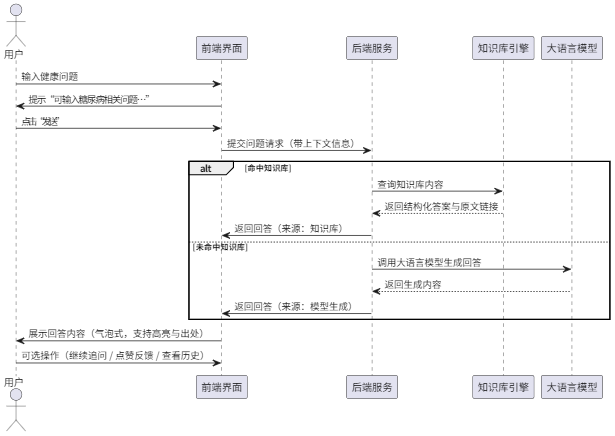 用户
前端界面
后端服务
知识库引擎
大语言模型
输入健康问题
提示“可输入糖尿病相关问题…”
点击“发送”
提交问题请求（带上下文信息）
alt
[命中知识库]
查询知识库内容
返回结构化答案与原文链接
返回回答（来源：知识库）
[未命中知识库]
调用大语言模型生成回答
返回生成内容
返回回答（来源：模型生成）
展示回答内容（气泡式，支持高亮与出处）
可选操作（继续追问 / 点赞反馈 / 查看历史）
用户
前端界面
后端服务
知识库引擎
大语言模型